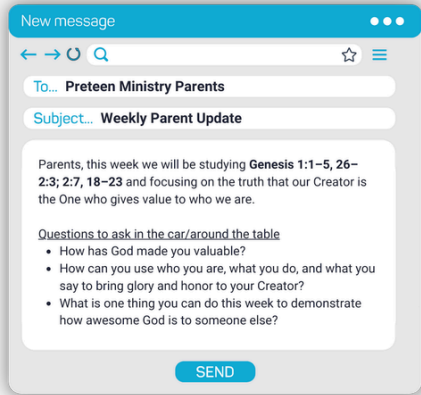 New message
To... Preteen Ministry Parents
Subject... Weekly Parent Update
Parents, this week we will be studying Genesis 1:1–5, 26–
2:3; 2:7, 18–23 and focusing on the truth that our Creator is
the One who gives value to who we are.
Questions to ask in the car/around the table
• How has God made you valuable?
• How can you use who you are, what you do, and what you
say to bring glory and honor to your Creator?
• What is one thing you can do this week to demonstrate
how awesome God is to someone else?
SEND